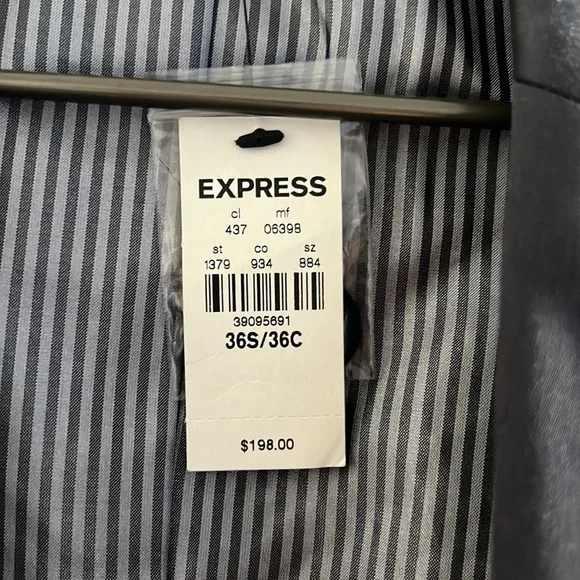 EXPRESS
cl mf
437 06398
st co sz
1379 934 884
39095691
36S/36C
$198.00